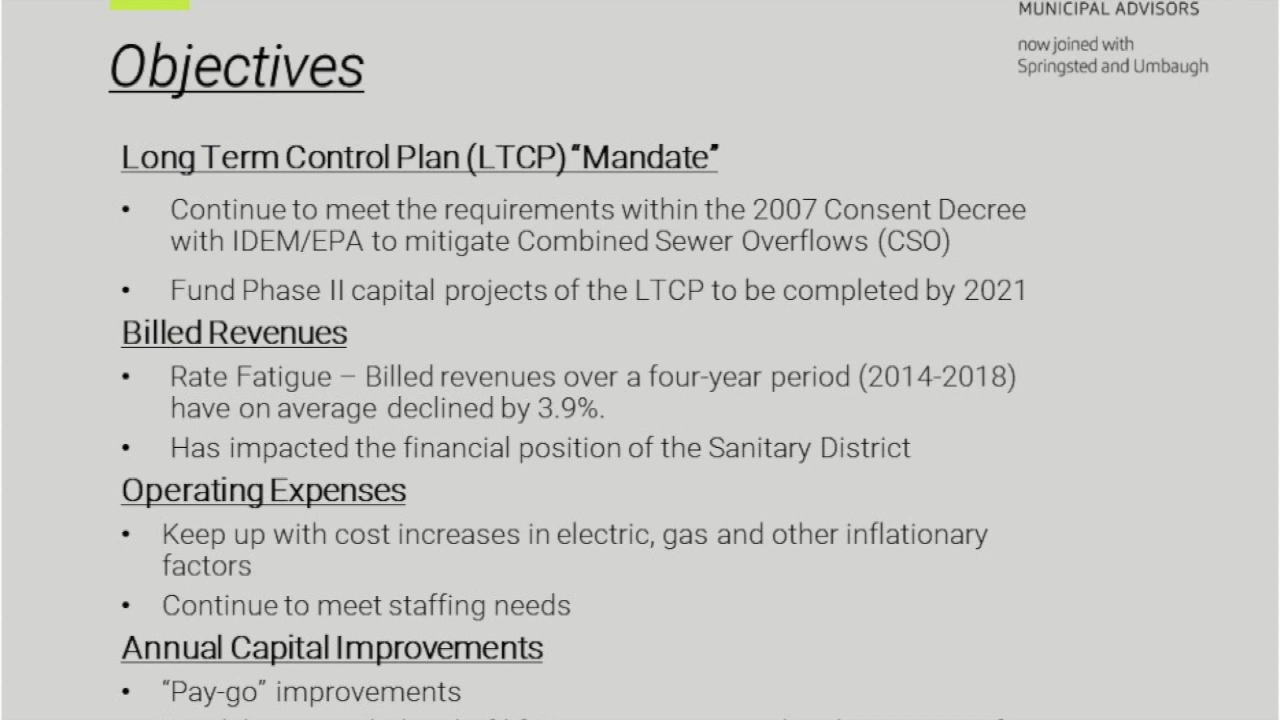 MUNICIPAL ADVISORS
now joined with
Springsted and Umbaugh
Objectives
Long Term Control Plan (LTCP) “Mandate”
• Continue to meet the requirements within the 2007 Consent Decree
with IDEM/EPA to mitigate Combined Sewer Overflows (CSO)
• Fund Phase II capital projects of the LTCP to be completed by 2021
Billed Revenues
• Rate Fatigue – Billed revenues over a four-year period (2014-2018)
have on average declined by 3.9%.
• Has impacted the financial position of the Sanitary District
Operating Expenses
• Keep up with cost increases in electric, gas and other inflationary
factors
• Continue to meet staffing needs
Annual Capital Improvements
• “Pay-go” improvements